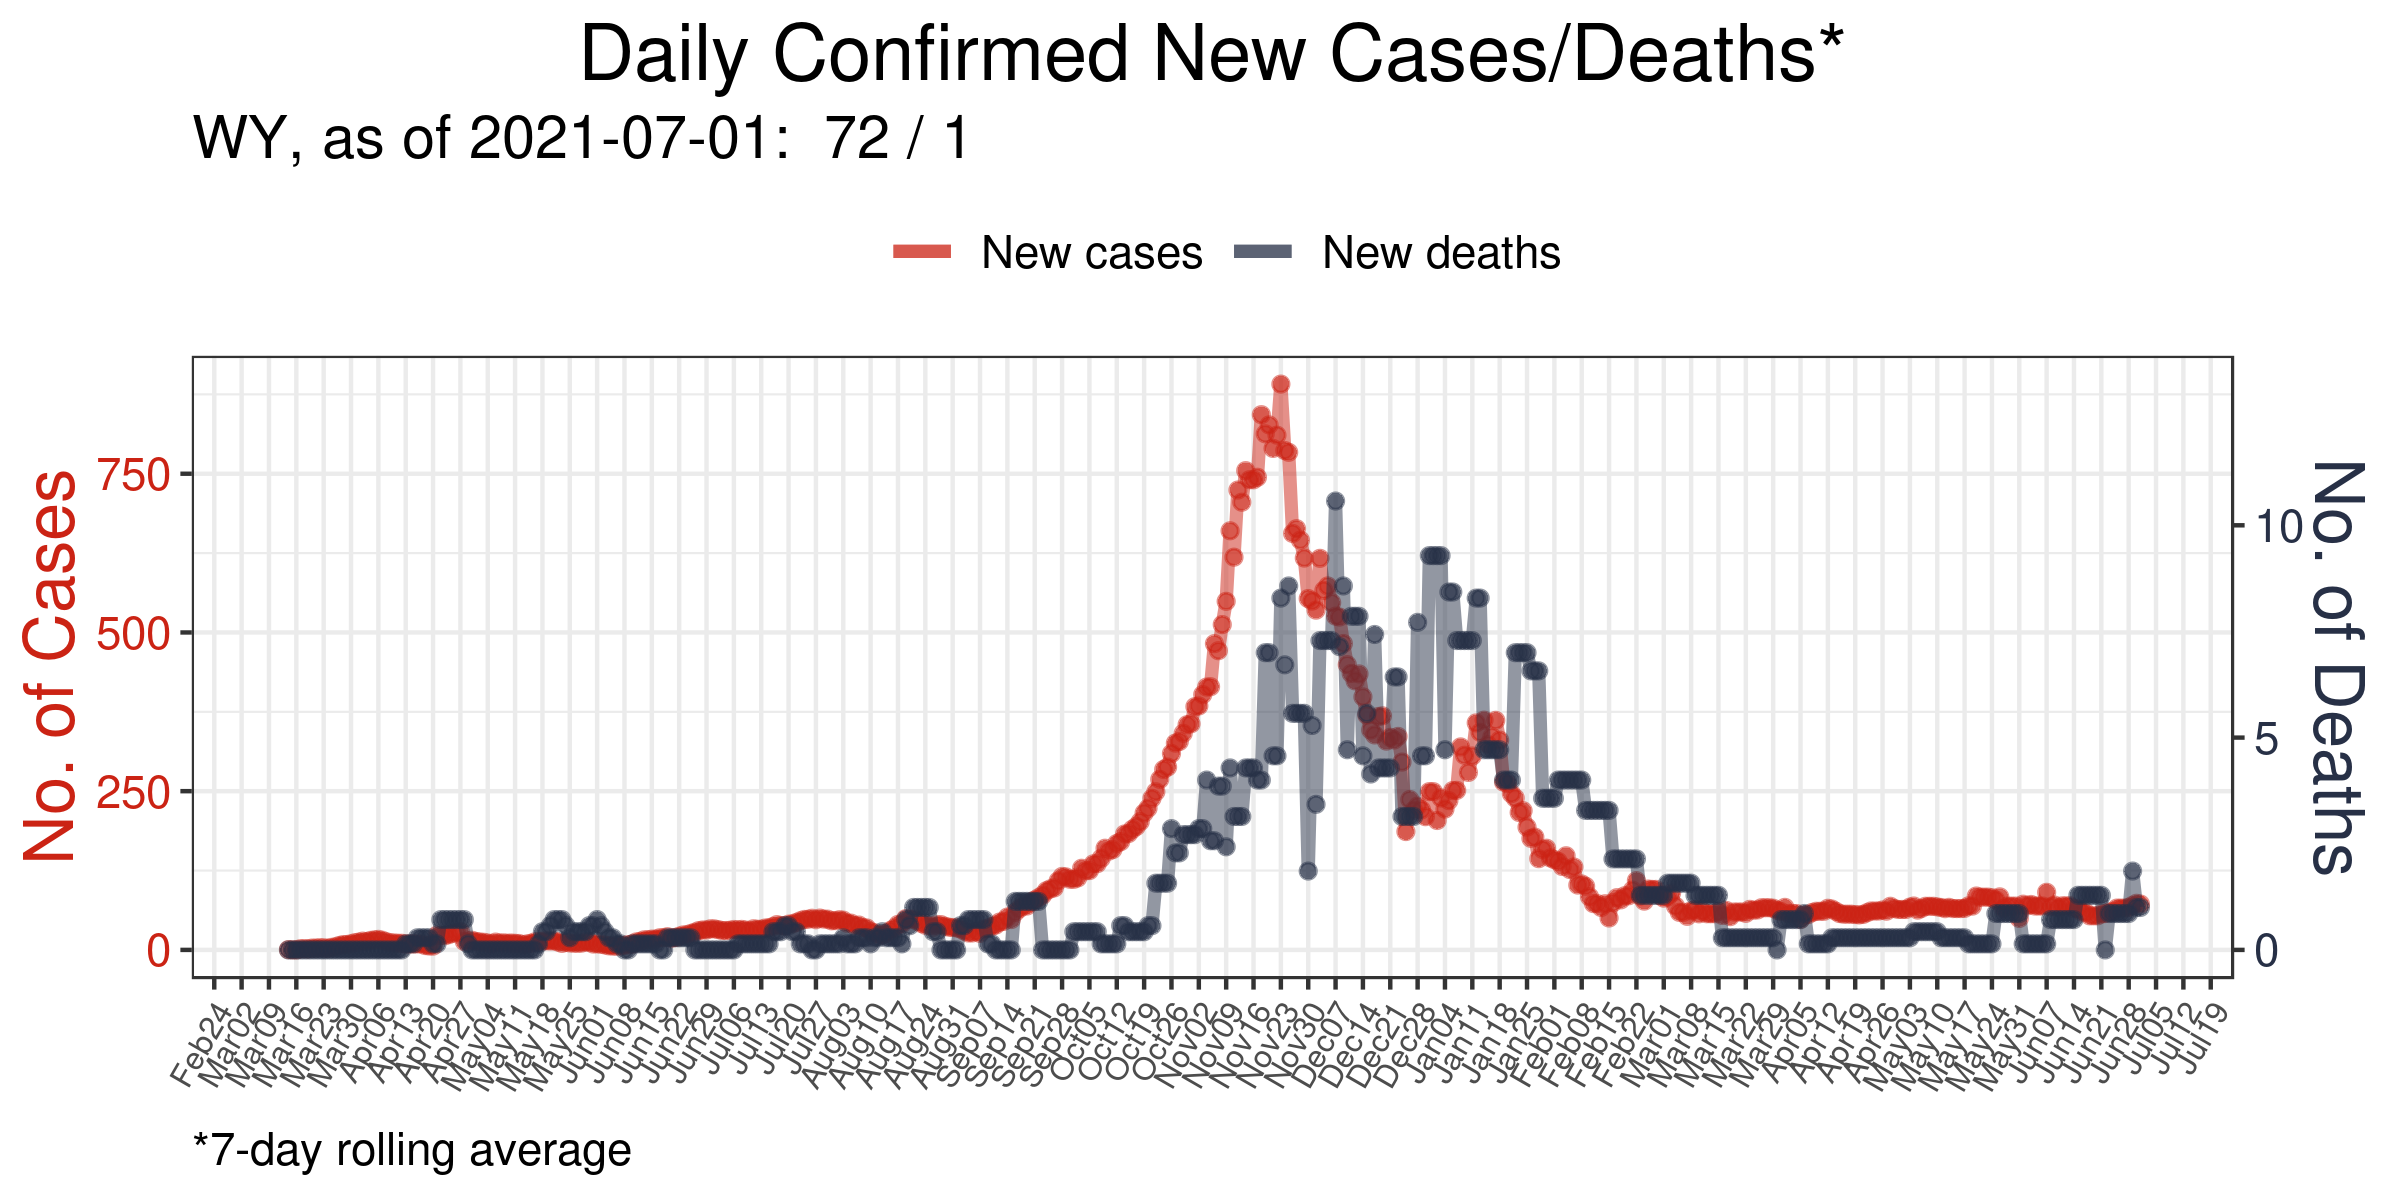 Daily Confirmed New Cases/Deaths*
WY, as of 2021-07-01: 72 / 1
New cases
New deaths
No. of Cases
750
500
250
0
No. of Deaths
10
5
0
Feb24
Mar02
Mar09
Mar16
Mar23
Mar30
Apr06
Apr13
Apr20
Apr27
May04
May11
May18
May25
Jun01
Jun08
Jun15
Jun22
Jun29
Jul06
Jul13
Jul20
Jul27
Aug03
Aug10
Aug17
Aug24
Aug31
Sep07
Sep14
Sep21
Sep28
Oct05
Oct12
Oct19
Oct26
Nov02
Nov09
Nov16
Nov23
Nov30
Dec07
Dec14
Dec21
Dec28
Jan04
Jan11
Jan18
Jan25
Feb01
Feb08
Feb15
Feb22
Mar01
Mar08
Mar15
Mar22
Mar29
Apr05
Apr12
Apr19
Apr26
May03
May10
May17
May24
May31
Jun07
Jun14
Jun21
Jun28
Jul05
Jul12
Jul19
*7-day rolling average